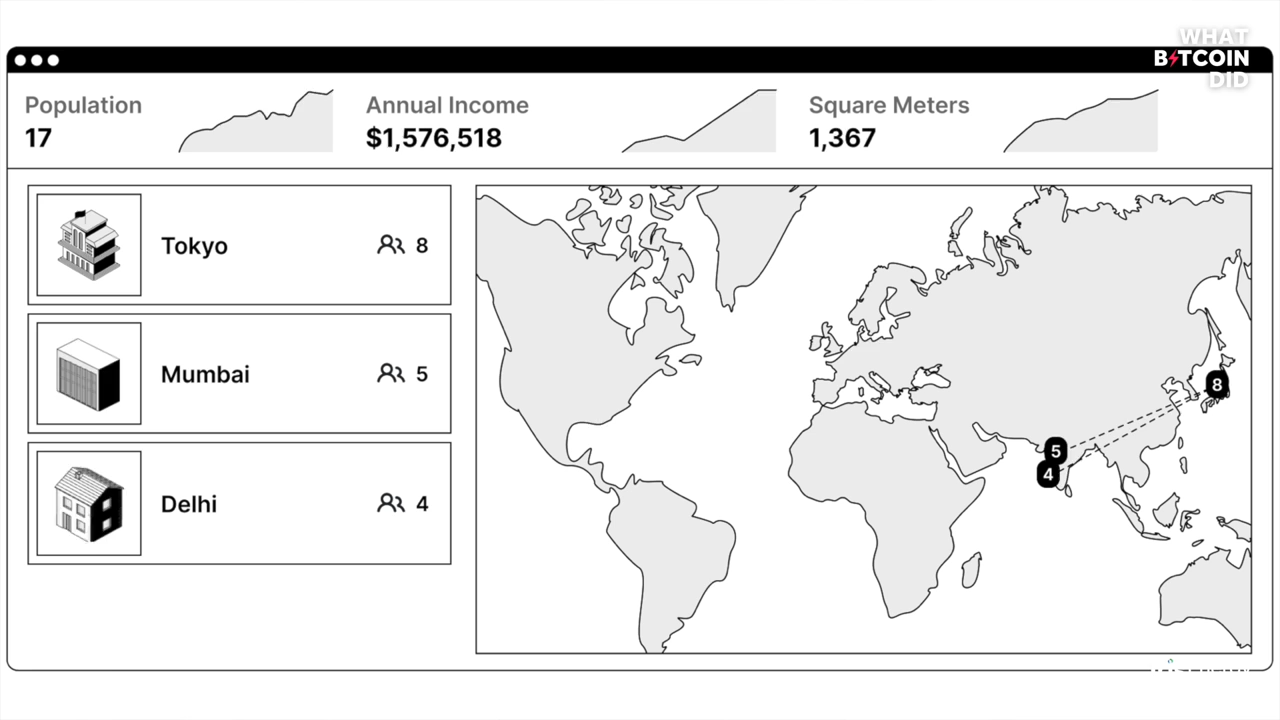 WHAT
BITCOIN
DID
Population
17
Annual Income
$1,576,518
Square Meters
1,367
Tokyo
8
Mumbai
5
Delhi
4
8
5
4